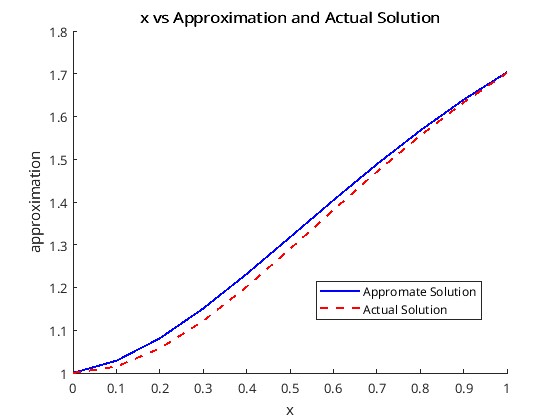 x vs Approximation and Actual Solution
1.8
1.7
1.6
1.5
1.4
1.3
1.2
1.1
1
approximation
Appromate Solution
Actual Solution
0 0.1 0.2 0.3 0.4 0.5 0.6 0.7 0.8 0.9 1
x